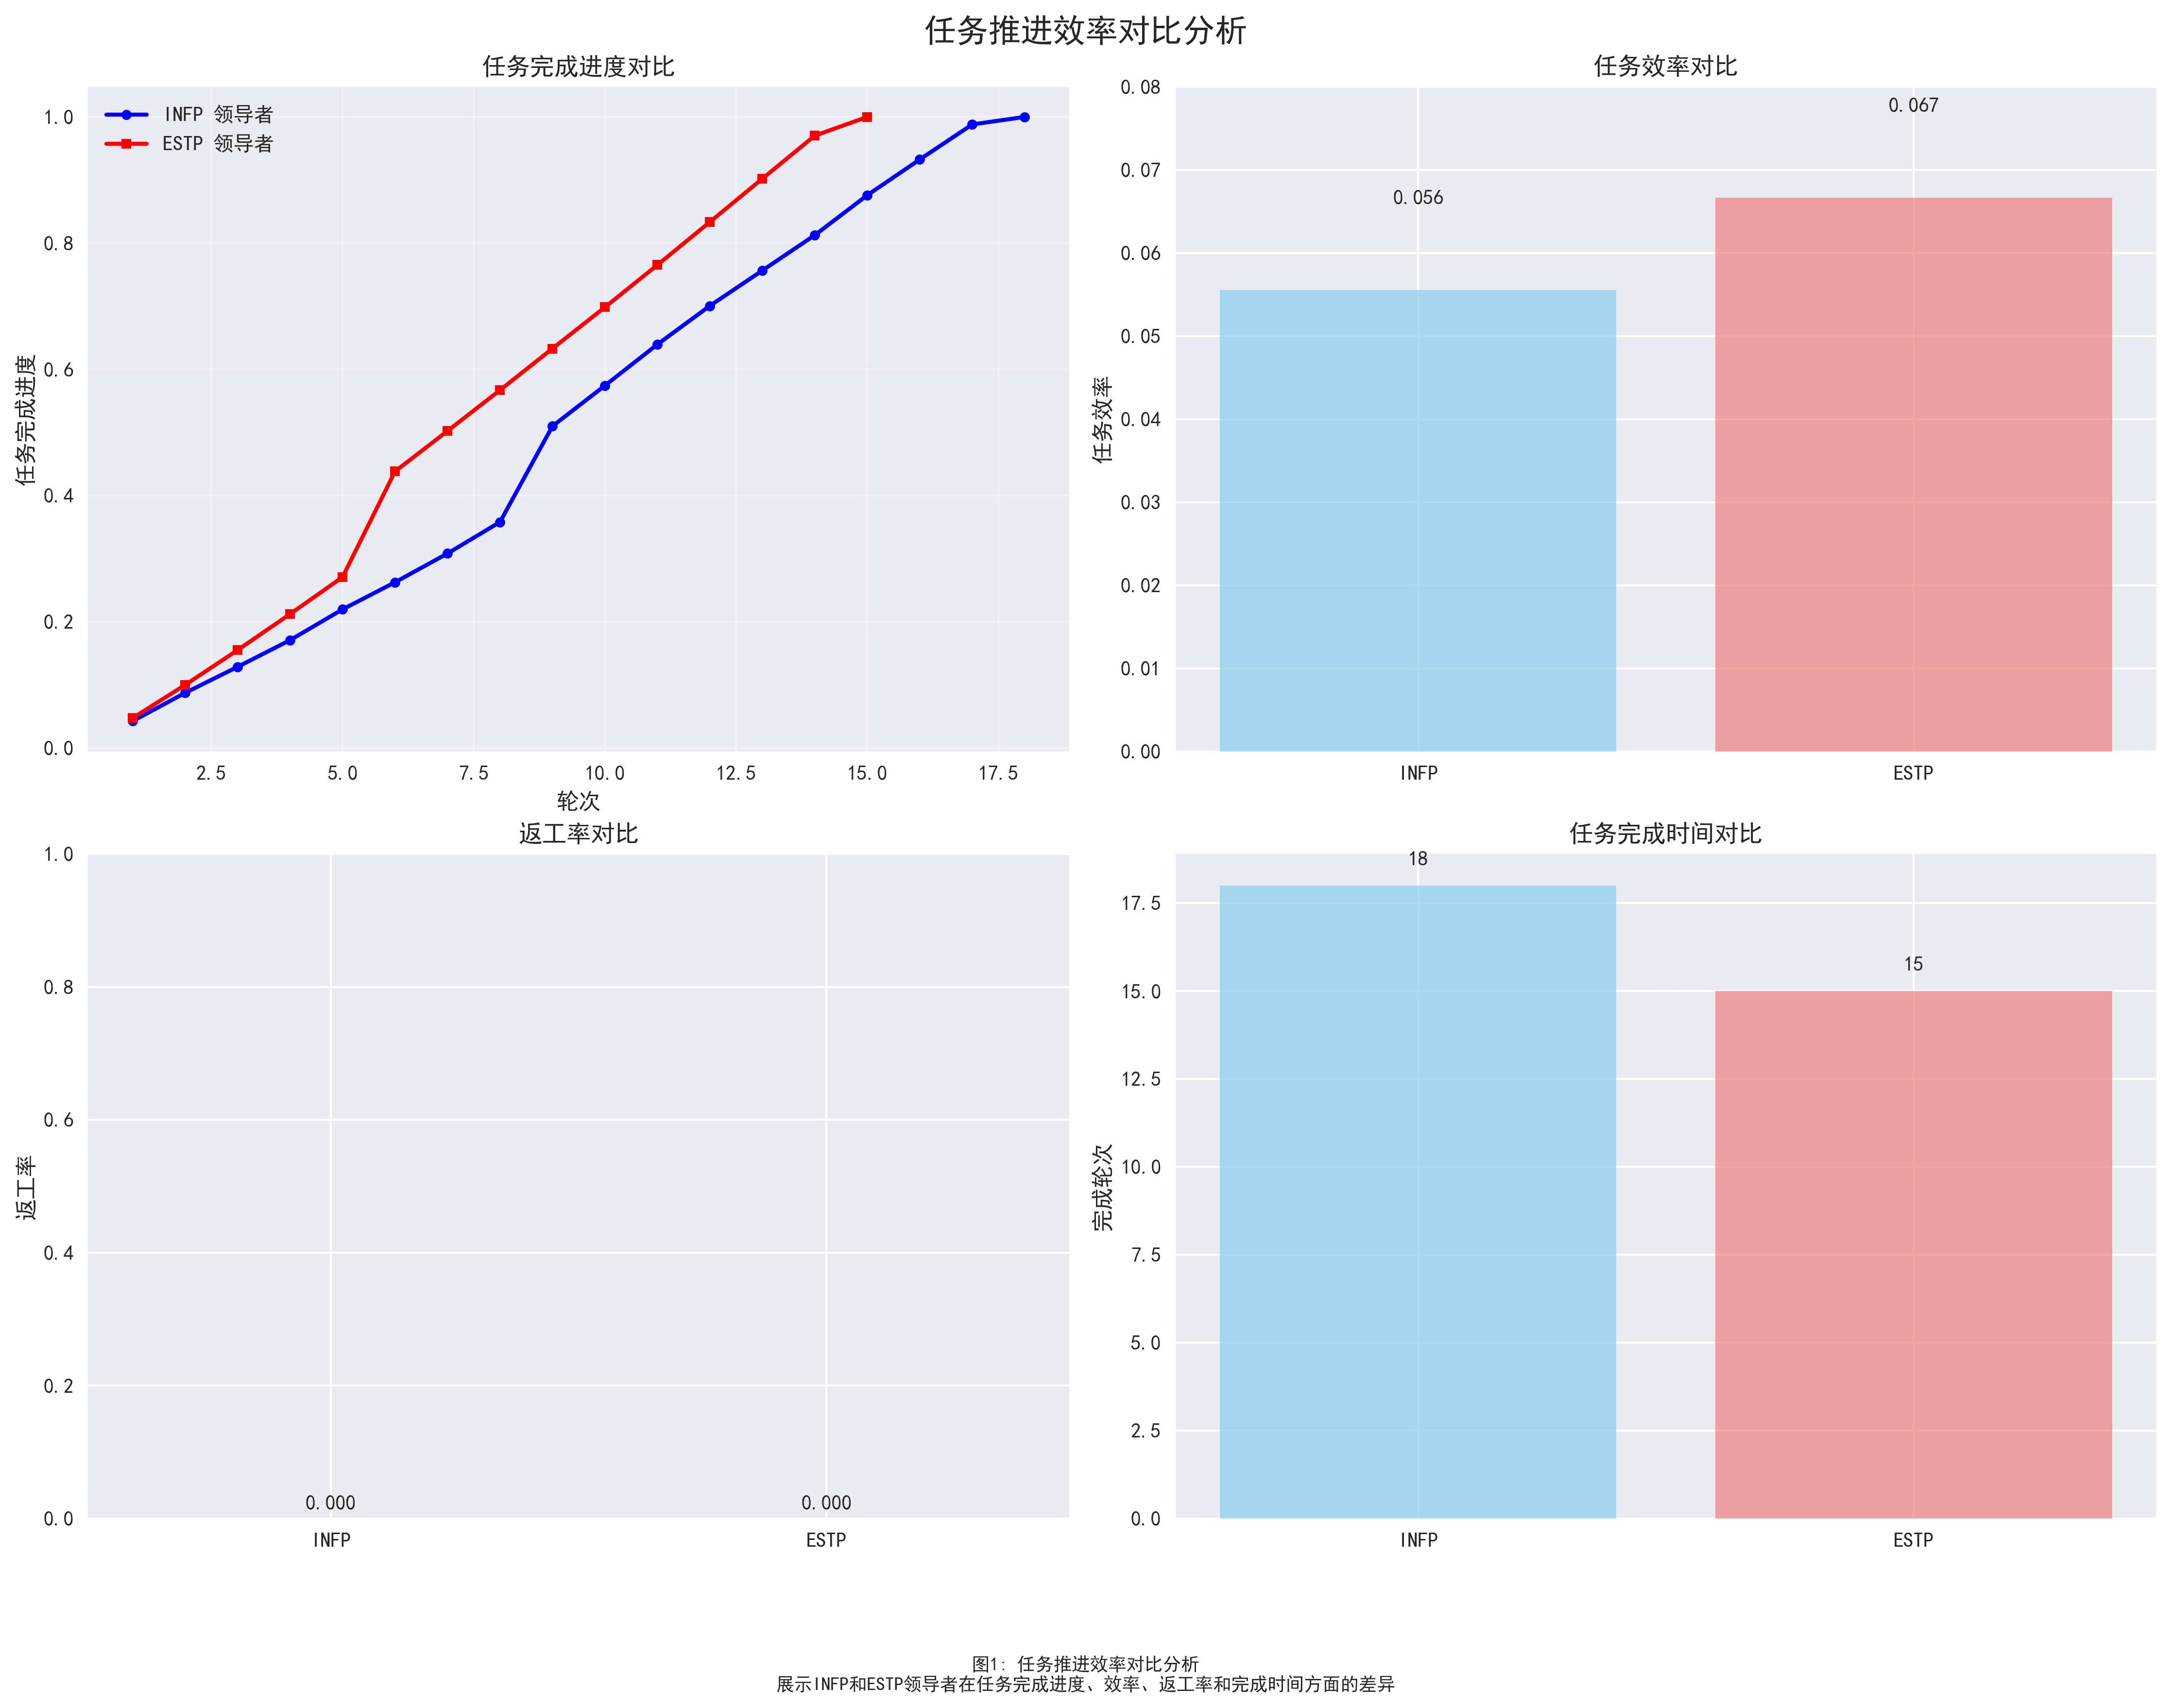 任务推进效率对比分析
任务完成进度对比
INFP 领导者
ESTP 领导者
1.0
0.8
0.6
0.4
0.2
0.0
任务完成进度
2.5 5.0 7.5 10.0 12.5 15.0 17.5
轮次
任务效率对比
0.08
0.07
0.06
0.05
0.04
0.03
0.02
0.01
0.00
任务效率
0.056
0.067
INFP ESTP
返工率对比
1.0
0.8
0.6
0.4
0.2
0.0
返工率
0.000 0.000
INFP ESTP
任务完成时间对比
17.5
15.0
12.5
10.0
7.5
5.0
2.5
0.0
完成轮次
18
15
INFP ESTP
图1: 任务推进效率对比分析
展示INFP和ESTP领导者在任务完成进度、效率、返工率和完成时间方面的差异